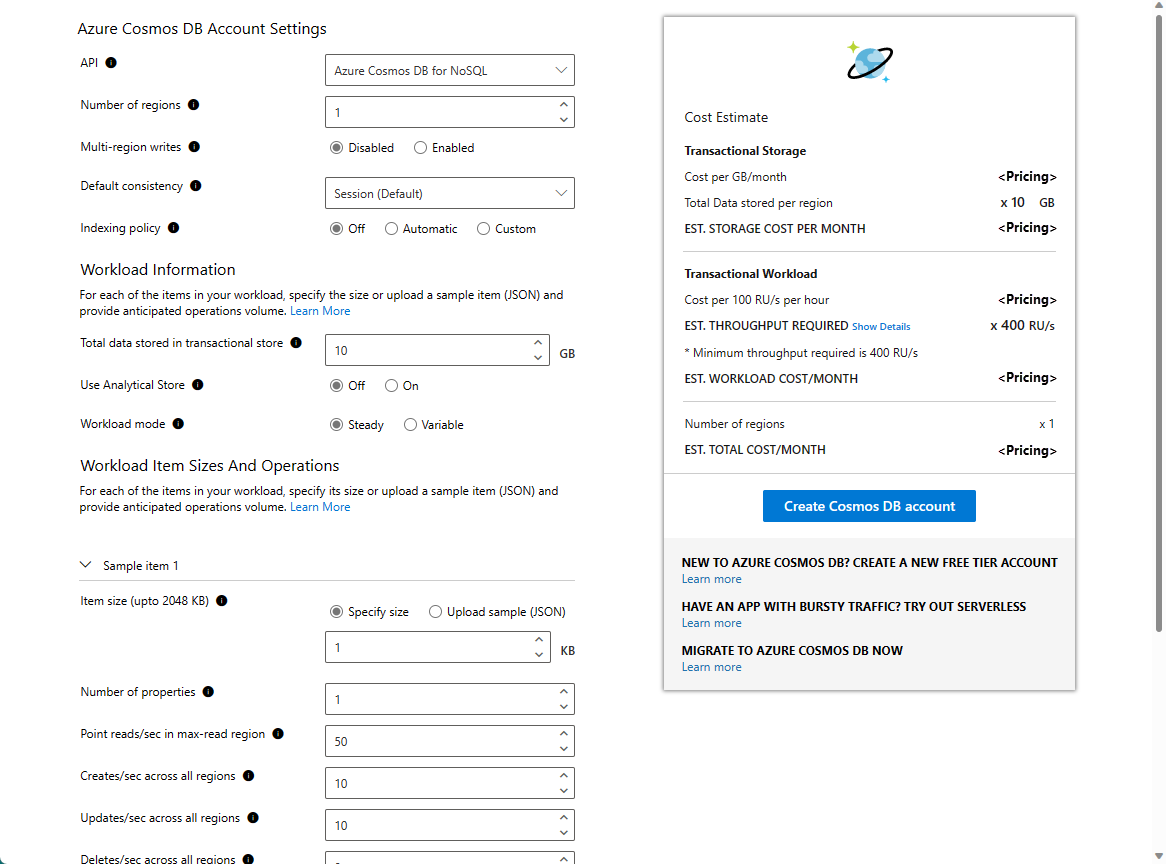 Azure Cosmos DB Account Settings
API
Azure Cosmos DB for NoSQL
Number of regions
1
Multi-region writes
Disabled Enabled
Default consistency
Session (Default)
Indexing policy
Off Automatic Custom
Workload Information
For each of the items in your workload, specify the size or upload a sample item (JSON) and
provide anticipated operations volume. Learn More
Total data stored in transactional store
10 GB
Use Analytical Store
Off On
Workload mode
Steady Variable
Workload Item Sizes And Operations
For each of the items in your workload, specify its size or upload a sample item (JSON) and
provide anticipated operations volume. Learn More
Sample item 1
Item size (upto 2048 KB)
Specify size Upload sample (JSON)
1 KB
Number of properties
1
Point reads/sec in max-read region
50
Creates/sec across all regions
10
Updates/sec across all regions
10
Deletes/sec across all regions
Cost Estimate
Transactional Storage
Cost per GB/month <Pricing>
Total Data stored per region x 10 GB
EST. STORAGE COST PER MONTH <Pricing>
Transactional Workload
Cost per 100 RU/s per hour <Pricing>
EST. THROUGHPUT REQUIRED Show Details x 400 RU/s
* Minimum throughput required is 400 RU/s
EST. WORKLOAD COST/MONTH <Pricing>
Number of regions x 1
EST. TOTAL COST/MONTH <Pricing>
Create Cosmos DB account
NEW TO AZURE COSMOS DB? CREATE A NEW FREE TIER ACCOUNT
Learn more
HAVE AN APP WITH BURSTY TRAFFIC? TRY OUT SERVERLESS
Learn more
MIGRATE TO AZURE COSMOS DB NOW
Learn more